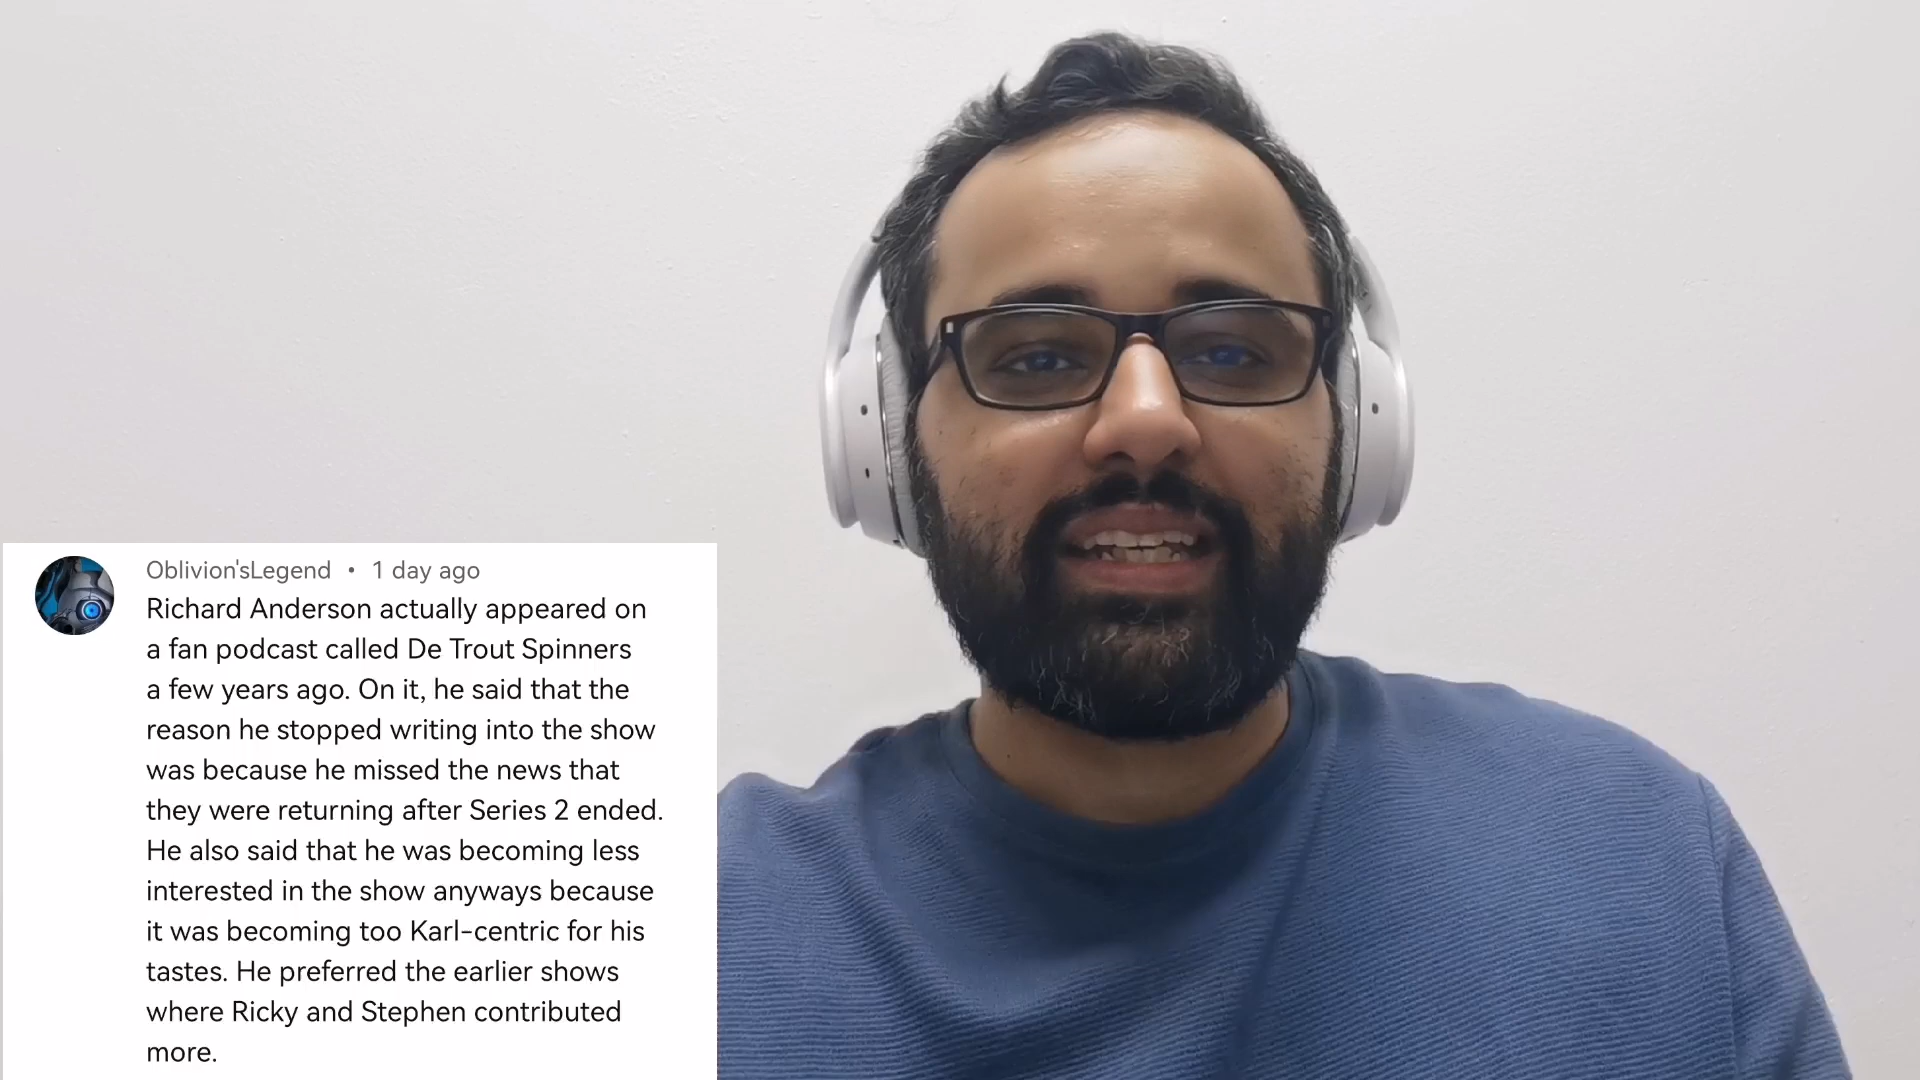 Oblivion'sLegend • 1 day ago
Richard Anderson actually appeared on
a fan podcast called De Trout Spinners
a few years ago. On it, he said that the
reason he stopped writing into the show
was because he missed the news that
they were returning after Series 2 ended.
He also said that he was becoming less
interested in the show anyways because
it was becoming too Karl-centric for his
tastes. He preferred the earlier shows
where Ricky and Stephen contributed
more.